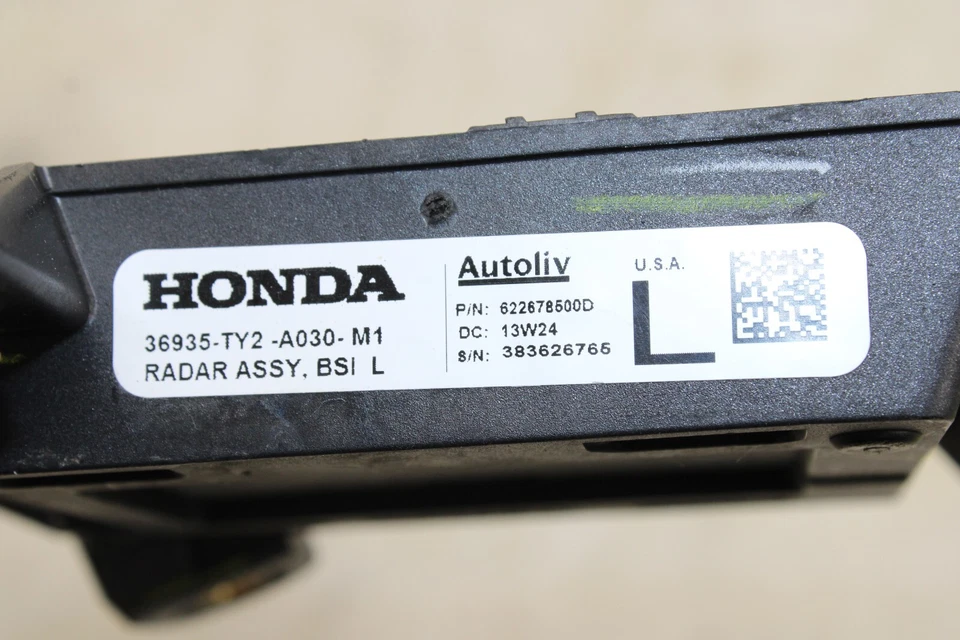 HONDA
36935-TY2 -A030- M1
RADAR ASSY, BSI L
Autoliv
P/N: 622678500D
DC: 13W24
S/N: 383626765
U.S.A.
L